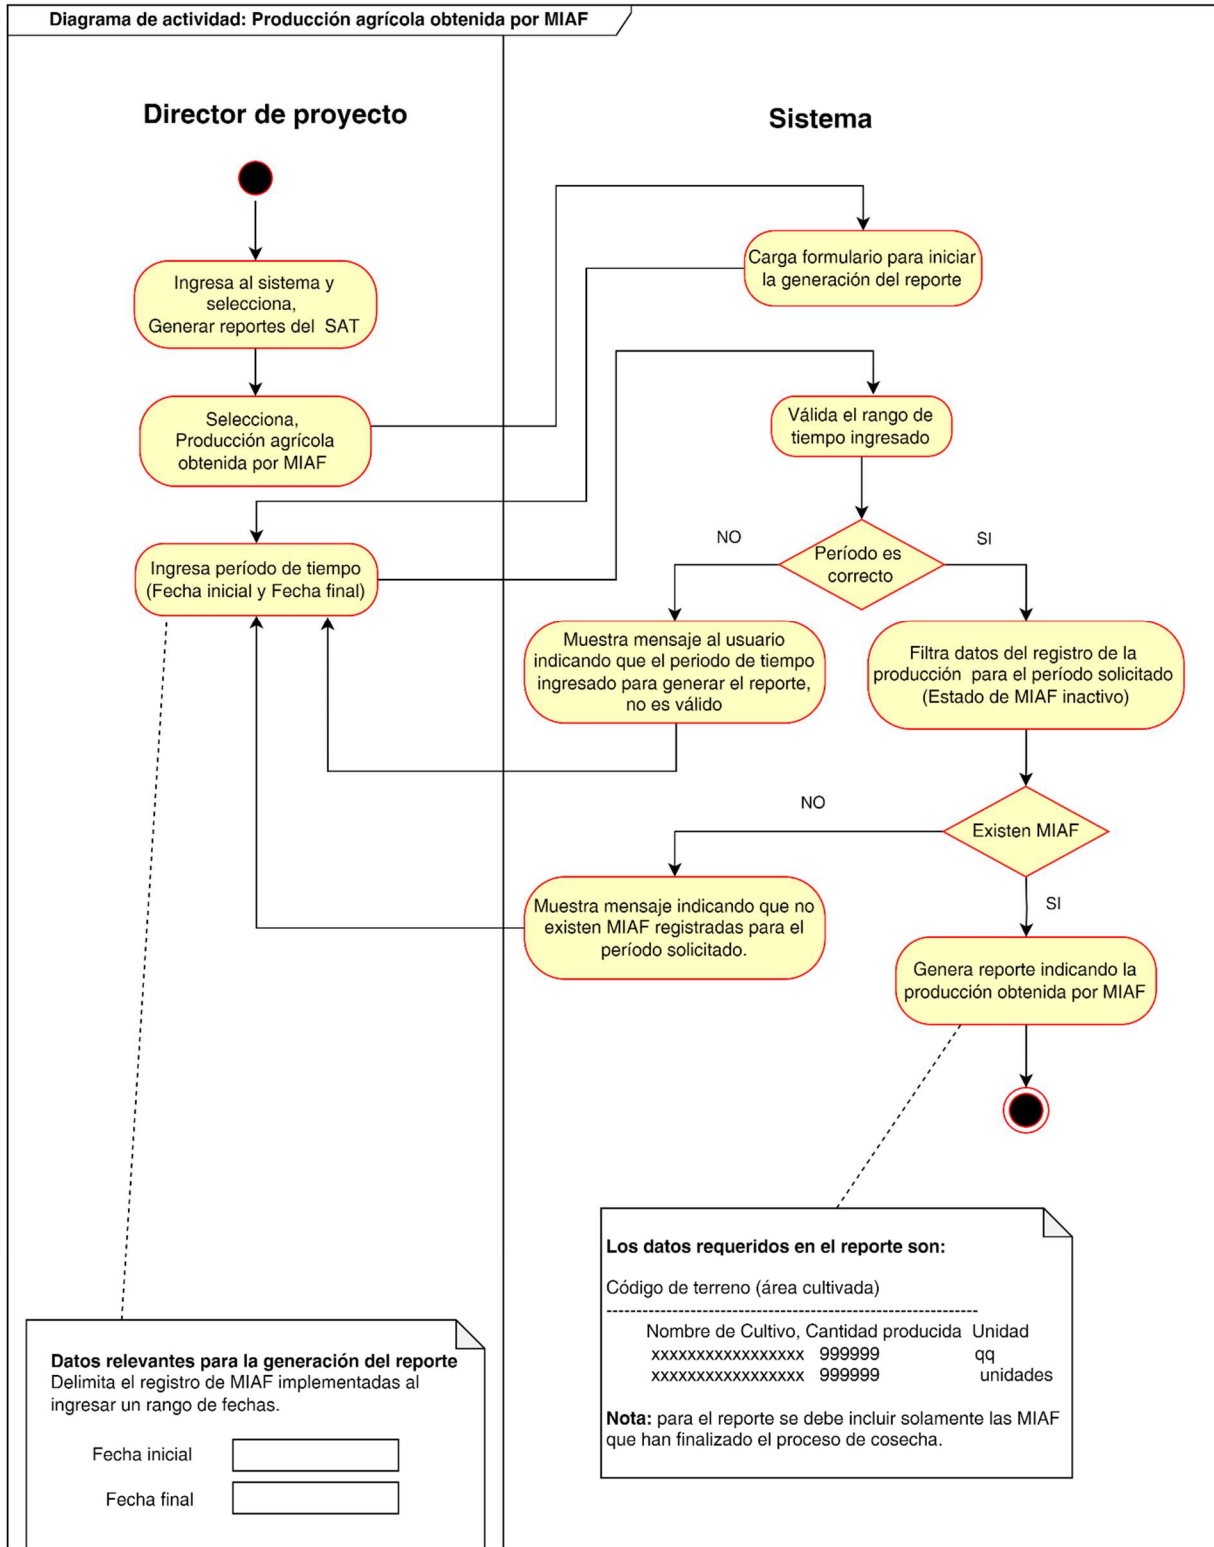 Diagrama de actividad: Producción agrícola obtenida por MIAF
Director de proyecto
Sistema
Ingresa al sistema y
selecciona,
Generar reportes del SAT
Selecciona,
Producción agrícola
obtenida por MIAF
Carga formulario para iniciar
la generación del reporte
Ingresa período de tiempo
(Fecha inicial y Fecha final)
Válida el rango de
tiempo ingresado
Período es
correcto
NO
SI
Muestra mensaje al usuario
indicando que el periodo de tiempo
ingresado para generar el reporte,
no es válido
Filtra datos del registro de la
producción para el período solicitado
(Estado de MIAF inactivo)
Existen MIAF
NO
SI
Muestra mensaje indicando que no
existen MIAF registradas para el
período solicitado.
Genera reporte indicando la
producción obtenida por MIAF
Los datos requeridos en el reporte son:
Código de terreno (área cultivada)
--------------------------------------------------------------------
Nombre de Cultivo, Cantidad producida Unidad
xxxxxxxxxxxxxxxxx 999999 qq
xxxxxxxxxxxxxxxxx 999999 unidades
Nota: para el reporte se debe incluir solamente las MIAF
que han finalizado el proceso de cosecha.
Datos relevantes para la generación del reporte
Delimita el registro de MIAF implementadas al
ingresar un rango de fechas.
Fecha inicial
Fecha final